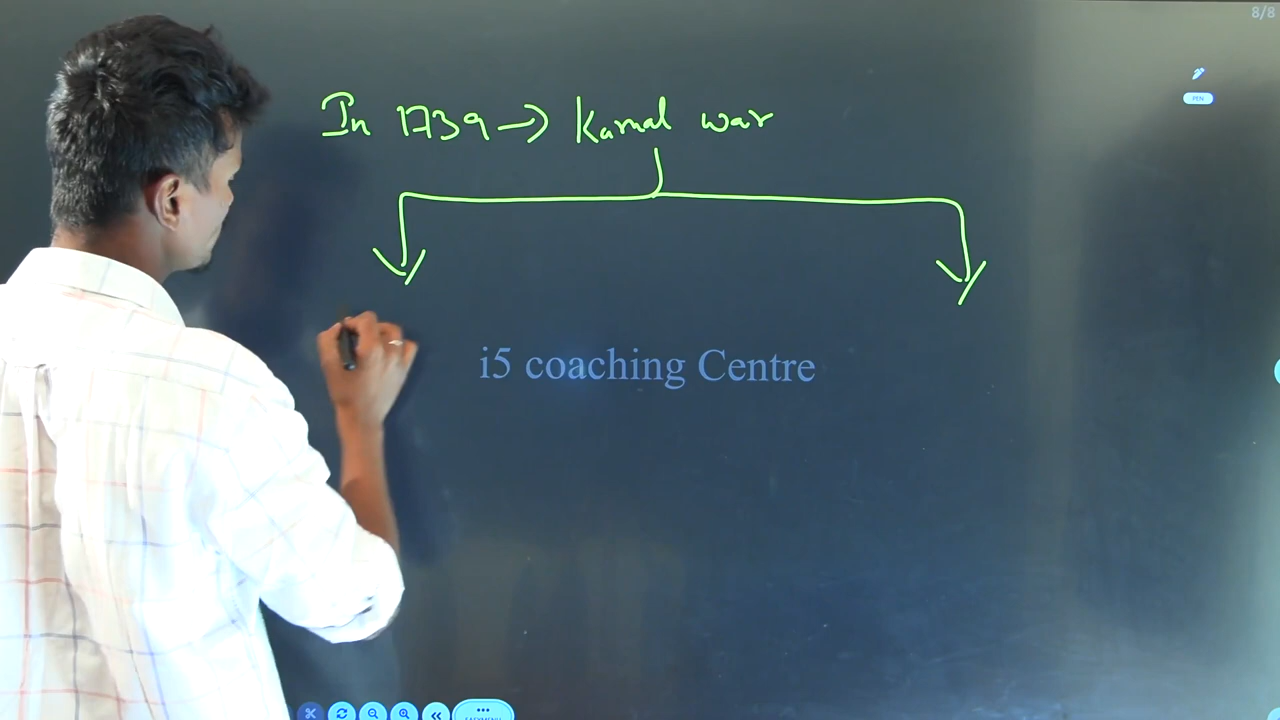 8/8
PEN
In 1739 → Karnal war
i5 coaching Centre